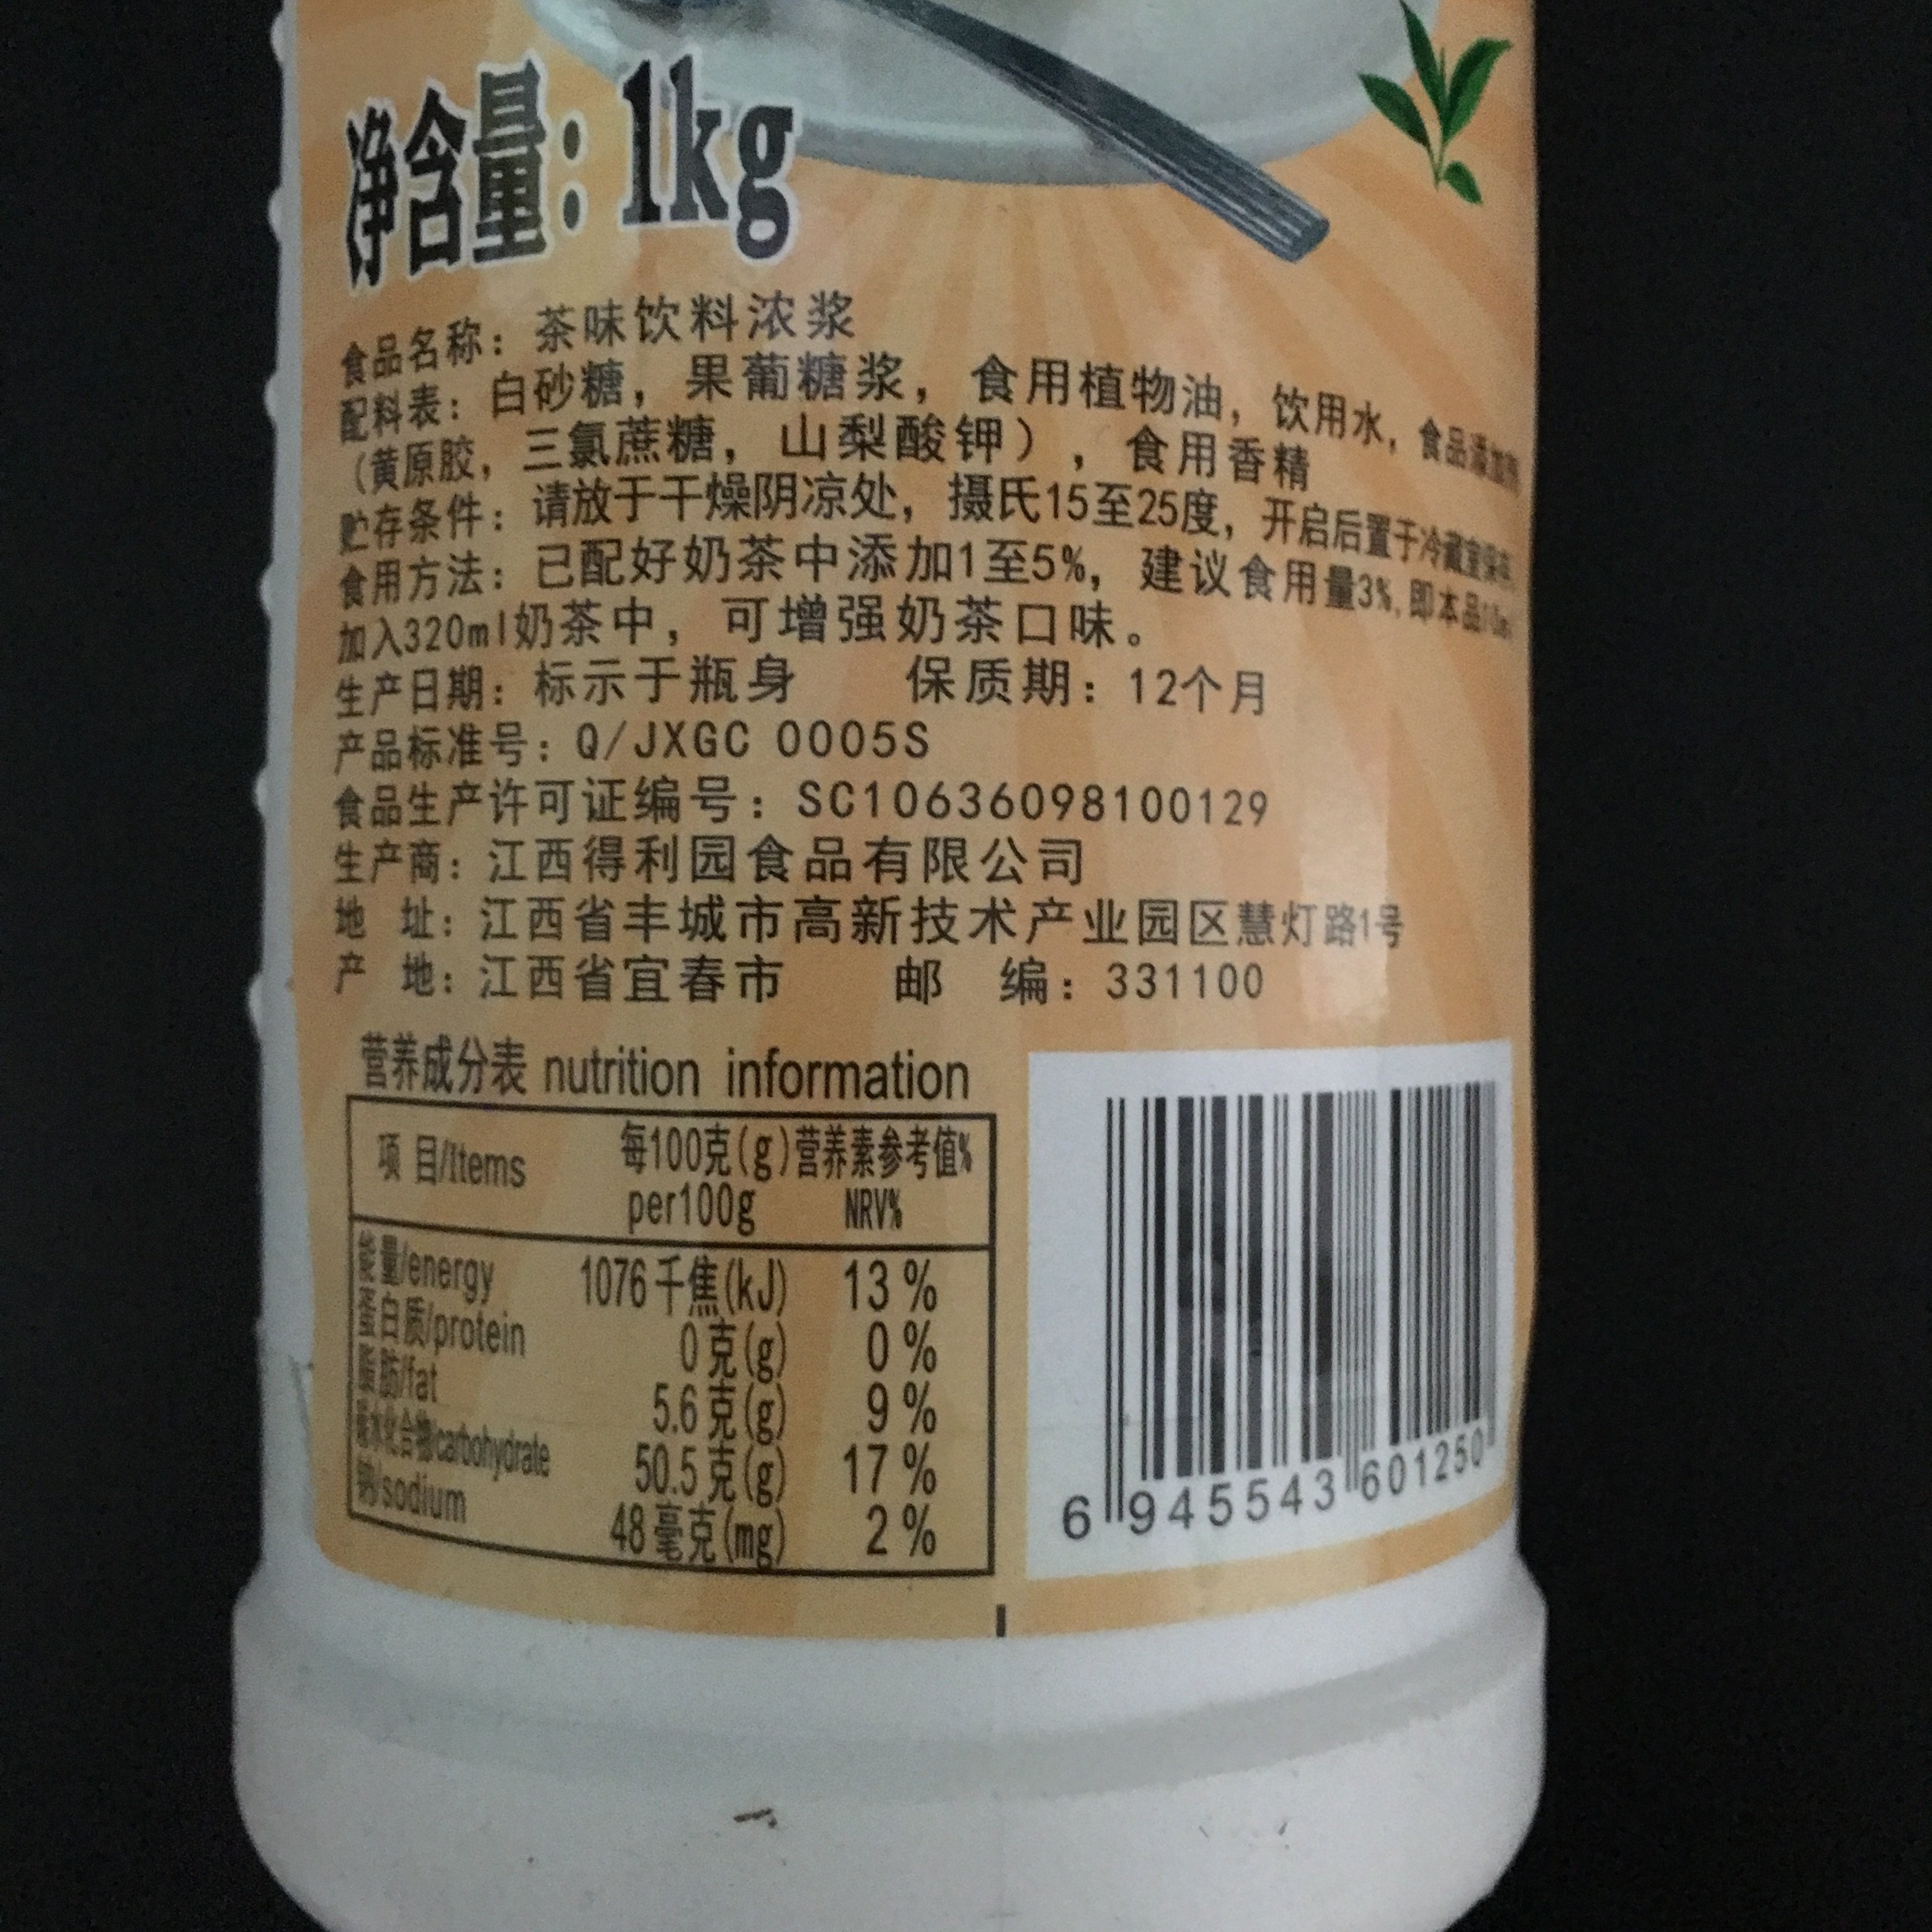 净含量：1kg
食品名称：茶味饮料浓浆
配料表：白砂糖，果葡糖浆，食用植物油，饮用水，食品添加剂
（黄原胶，三氯蔗糖，山梨酸钾），食用香精
贮存条件：请放于干燥阴凉处，摄氏15至25度，开启后置于冷藏室保存
食用方法：已配好奶茶中添加1至5%，建议食用量3%，即本品10ml
加入320ml奶茶中，可增强奶茶口味。
生产日期：标示于瓶身 保质期：12个月
产品标准号：Q/JXGC 0005S
食品生产许可证编号：SC10636098100129
生产商：江西得利园食品有限公司
地 址：江西省丰城市高新技术产业园区慧灯路1号
产 地：江西省宜春市 邮 编：331100
营养成分表 nutrition information
项 目/Items 每100克(g) 营养素参考值%
per100g NRV%
能量/energy 1076千焦(kJ) 13%
蛋白质/protein 0克(g) 0%
脂肪/fat 5.6克(g) 9%
碳水化合物/carbohydrate 50.5克(g) 17%
钠/sodium 48毫克(mg) 2%
6 945543 601250